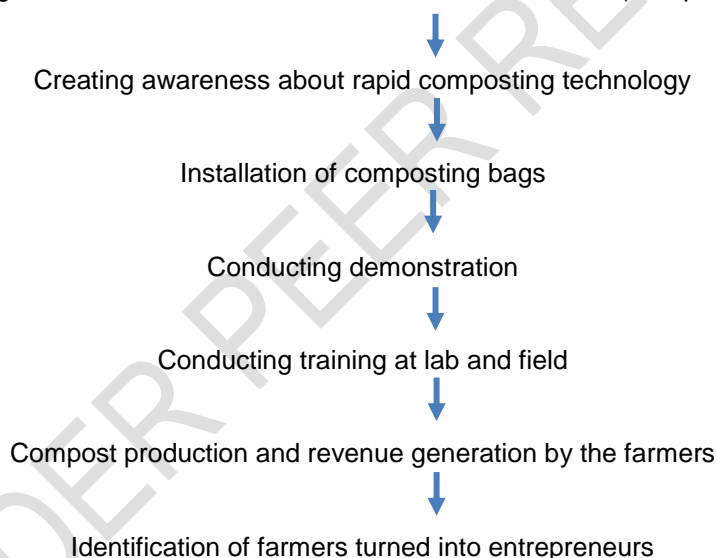 Creating awareness about rapid composting technology
Installation of composting bags
Conducting demonstration
Conducting training at lab and field
Compost production and revenue generation by the farmers
Identification of farmers turned into entrepreneurs